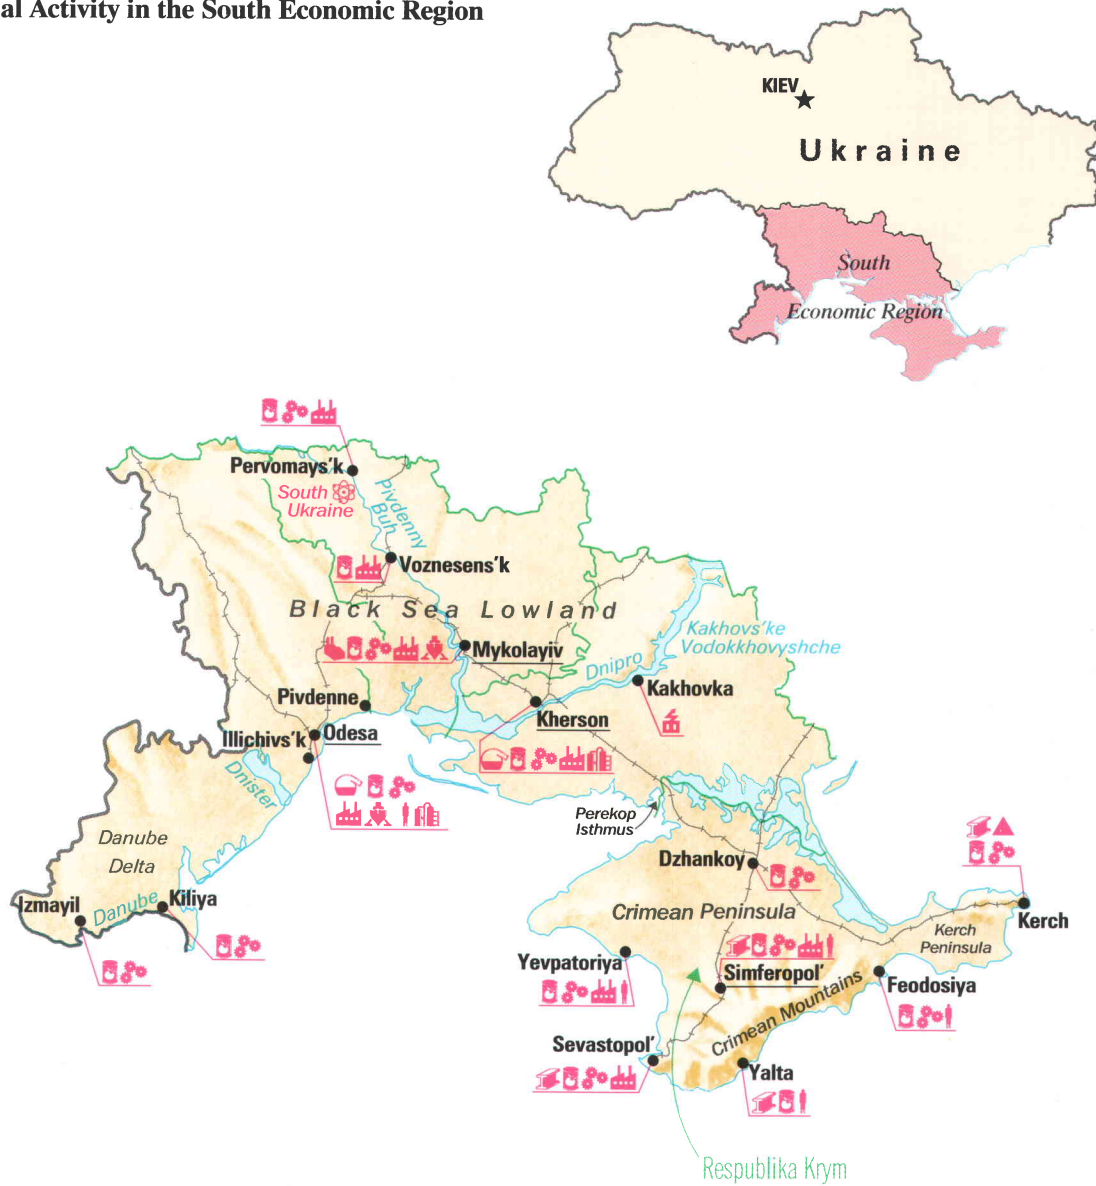 al Activity in the South Economic Region
KIEV
Ukraine
South
Economic Region
Pervomays'k
South
Ukraine
Pivdenny
Buh
Voznesens'k
Black Sea Lowland
Kakhovs'ke
Vodokkhovyshche
Mykolayiv
Dnipro
Kakhovka
Pivdenne
Kherson
Illichivs'k
Odesa
Dnister
Perekop
Isthmus
Danube
Delta
Dzhankoy
Izmayil
Danube
Kiliya
Crimean Peninsula
Kerch
Kerch
Peninsula
Yevpatoriya
Simferopol'
Feodosiya
Crimean Mountains
Sevastopol'
Yalta
Respublika Krym